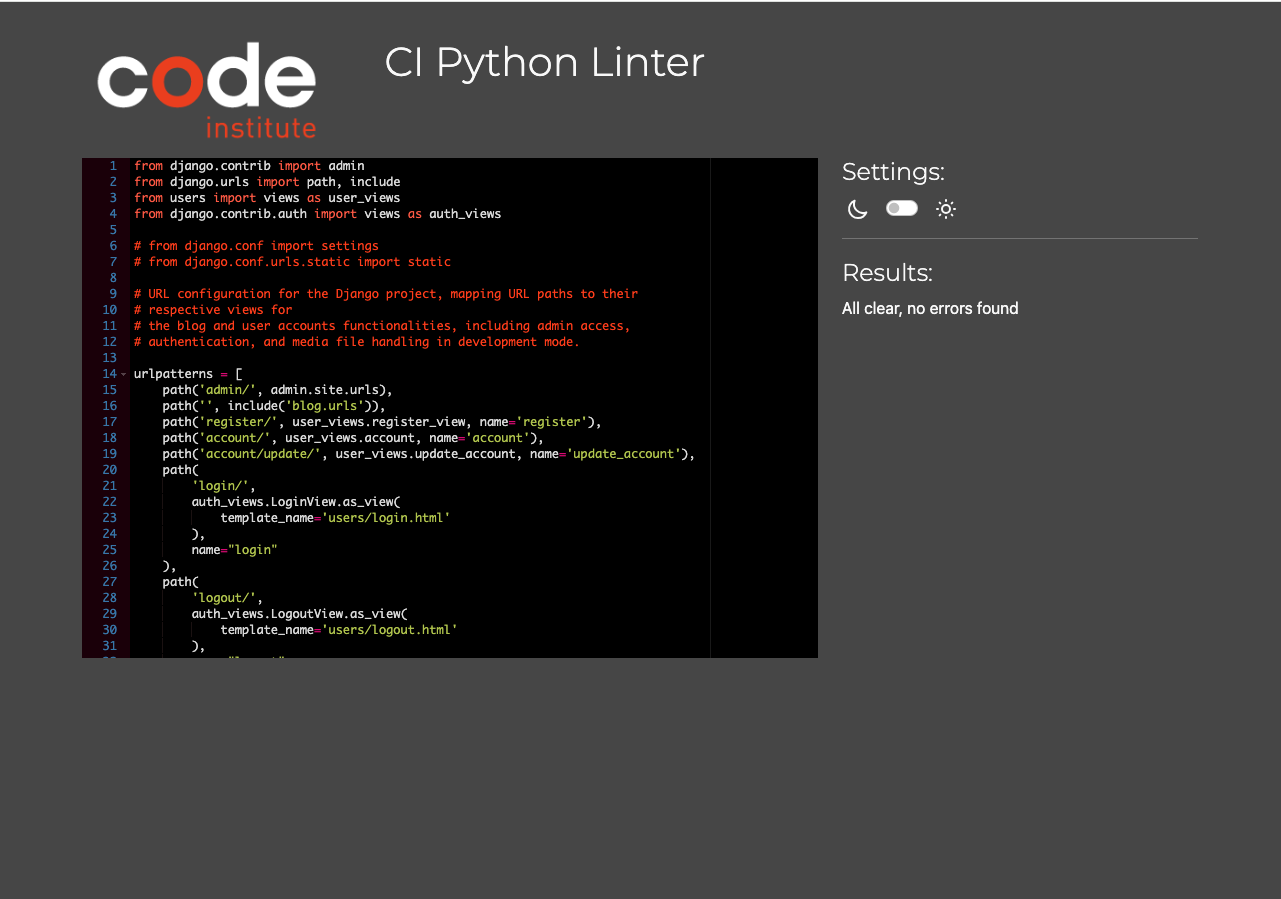 code
institute
CI Python Linter
1 from django.contrib import admin
2 from django.urls import path, include
3 from users import views as user_views
4 from django.contrib.auth import views as auth_views
5
6 # from django.conf import settings
7 # from django.conf.urls.static import static
8
9 # URL configuration for the Django project, mapping URL paths to their
10 # respective views for
11 # the blog and user accounts functionalities, including admin access,
12 # authentication, and media file handling in development mode.
13
14 urlpatterns = [
15     path('admin/', admin.site.urls),
16     path('', include('blog.urls')),
17     path('register/', user_views.register_view, name='register'),
18     path('account/', user_views.account, name='account'),
19     path('account/update/', user_views.update_account, name='update_account'),
20     path(
21         'login/',
22         auth_views.LoginView.as_view(
23             template_name='users/login.html'
24         ),
25         name="login"
26     ),
27     path(
28         'logout/',
29         auth_views.LogoutView.as_view(
30             template_name='users/logout.html'
31         ),
Settings:
Results:
All clear, no errors found